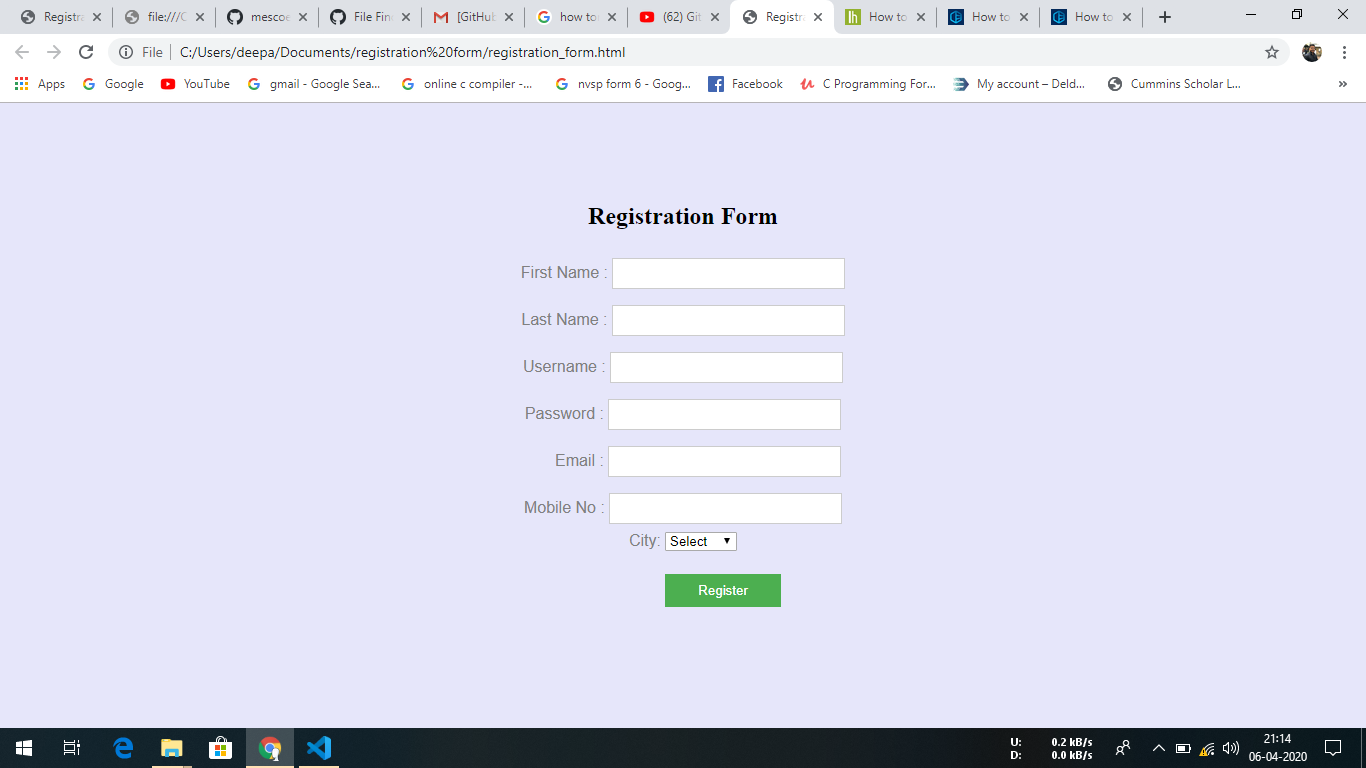 Registra
file:///C
mescoe
File Fin
[GitHub
how to
(62) Git
Registra
How to
How to
How to
File
C:/Users/deepa/Documents/registration%20form/registration_form.html
Apps
Google
YouTube
gmail - Google Sea...
online c compiler -...
nvsp form 6 - Goog...
Facebook
C Programming For...
My account – Deld...
Cummins Scholar L...
»
Registration Form
First Name :
Last Name :
Username :
Password :
Email :
Mobile No :
City: Select
Register
U: 0.2 kB/s
D: 0.0 kB/s
21:14
06-04-2020